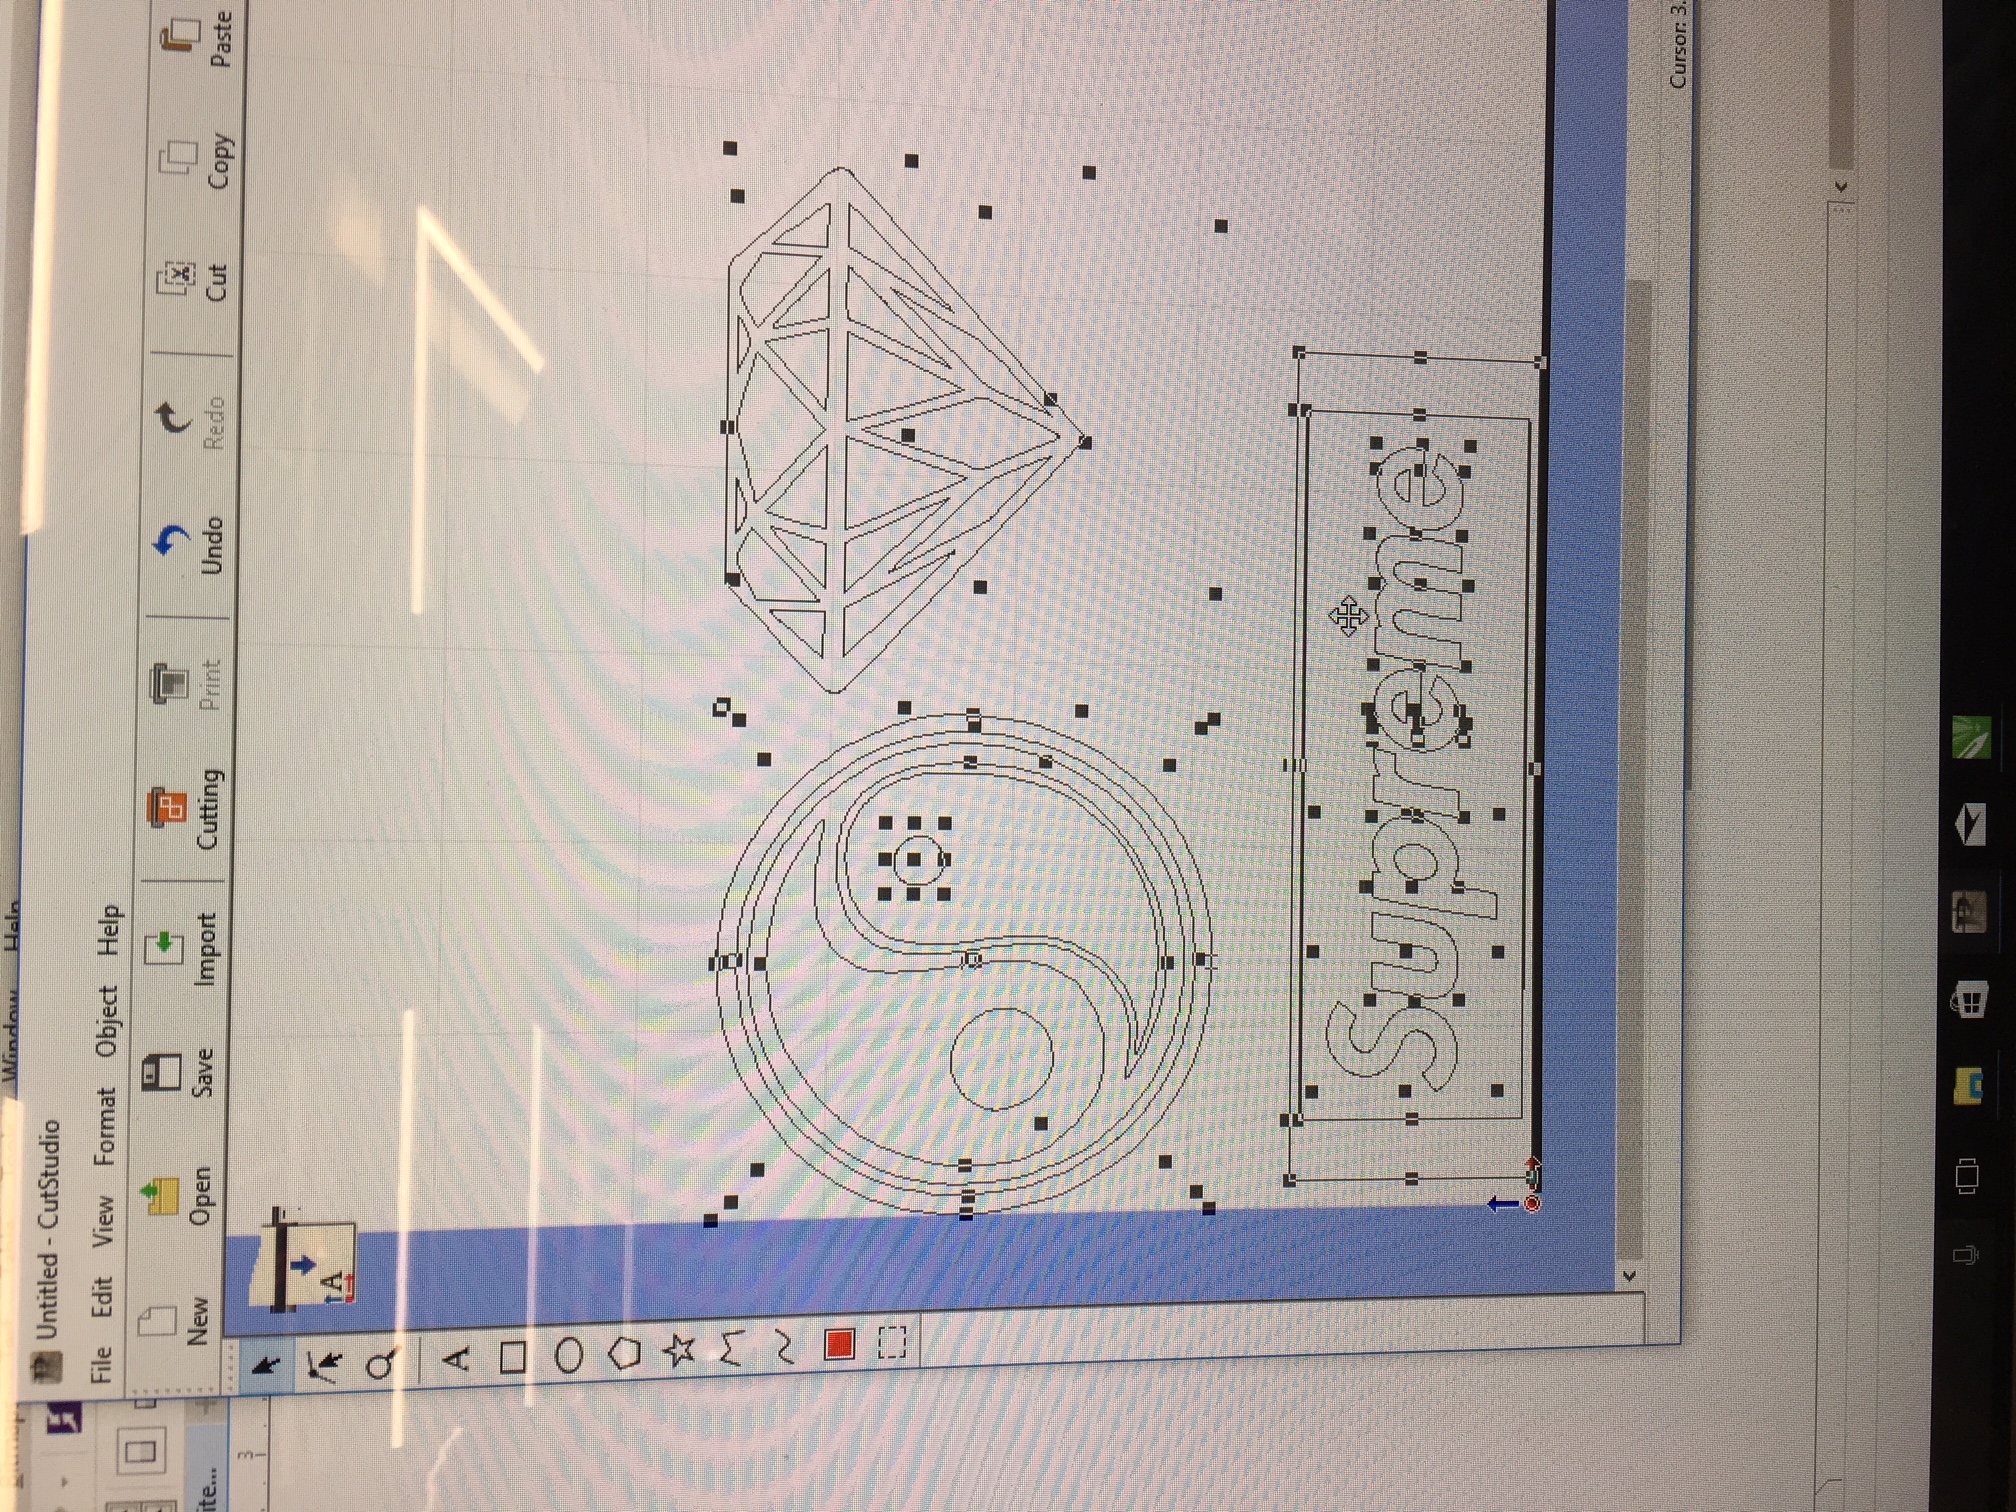 Window Help
Untitled - CutStudio
File Edit View Format Object Help
New Open Save Import Cutting Print Undo Redo Cut Copy Paste
ite...
3
A
A
Supreme
Cursor: 3.